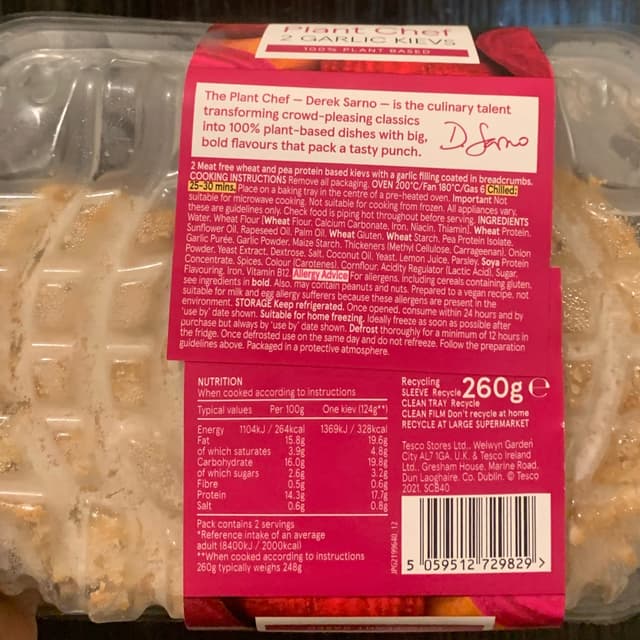 Plant Chef
2 GARLIC KIEVS
100% PLANT BASED
The Plant Chef – Derek Sarno – is the culinary talent
transforming crowd-pleasing classics
into 100% plant-based dishes with big,
bold flavours that pack a tasty punch.
D Sarno
2 Meat free wheat and pea protein based kievs with a garlic filling coated in breadcrumbs.
COOKING INSTRUCTIONS Remove all packaging. OVEN 200°C/Fan 180°C/Gas 6 Chilled:
25-30 mins. Place on a baking tray in the centre of a pre-heated oven. Important Not
suitable for microwave cooking. Not suitable for cooking from frozen. All appliances vary,
these are guidelines only. Check food is piping hot throughout before serving. INGREDIENTS
Water, Wheat Flour (Wheat Flour, Calcium Carbonate, Iron, Niacin, Thiamin), Wheat Protein,
Sunflower Oil, Rapeseed Oil, Palm Oil, Wheat Gluten, Wheat Starch, Pea Protein Isolate,
Garlic Purée, Garlic Powder, Maize Starch, Thickeners (Methyl Cellulose, Carrageenan), Onion
Powder, Yeast Extract, Dextrose, Salt, Coconut Oil, Yeast, Lemon Juice, Parsley, Soya Protein
Concentrate, Spices, Colour (Carotenes), Cornflour, Acidity Regulator (Lactic Acid), Sugar,
Flavouring, Iron, Vitamin B12. Allergy Advice For allergens, including cereals containing gluten,
see ingredients in bold. Also, may contain peanuts and nuts. Prepared to a vegan recipe, not
suitable for milk and egg allergy sufferers because these allergens are present in the
environment. STORAGE Keep refrigerated. Once opened, consume within 24 hours and by
'use by' date shown. Suitable for home freezing. Ideally freeze as soon as possible after
purchase but always by 'use by' date shown. Defrost thoroughly for a minimum of 12 hours in
the fridge. Once defrosted use on the same day and do not refreeze. Follow the preparation
guidelines above. Packaged in a protective atmosphere.
NUTRITION
When cooked according to instructions
Typical values Per 100g One kiev (124g**)
Energy 1104kJ / 264kcal 1369kJ / 328kcal
Fat 15.8g 19.6g
of which saturates 3.9g 4.8g
Carbohydrate 16.0g 19.8g
of which sugars 2.6g 3.2g
Fibre 0.5g 0.6g
Protein 14.3g 17.7g
Salt 0.6g 0.8g
Pack contains 2 servings
*Reference intake of an average
adult (8400kJ / 2000kcal)
**When cooked according to instructions
260g typically weighs 248g
Recycling
SLEEVE Recycle
CLEAN TRAY Recycle
CLEAN FILM Don't recycle at home
RECYCLE AT LARGE SUPERMARKET
260g e
Tesco Stores Ltd., Welwyn Garden
City AL7 1GA, U.K. & Tesco Ireland
Ltd., Gresham House, Marine Road,
Dun Laoghaire, Co. Dublin. © Tesco
2021. SC840
JPG2199640 12
5 059512 729829 >